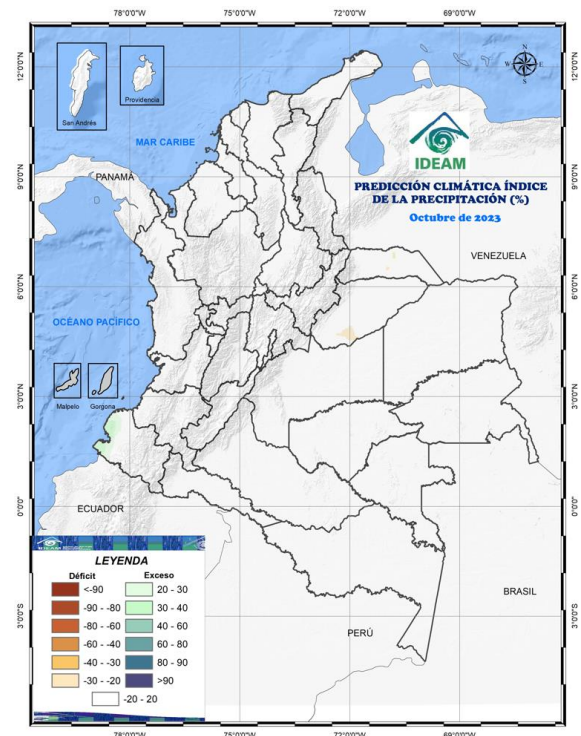 78°0'0"W 75°0'0"W 72°0'0"W 69°0'0"W
12°0'0"N
9°0'0"N
6°0'0"N
3°0'0"N
0°0'0"
3°0'0"S
San Andrés
Providencia
N
W E
S
MAR CARIBE
IDEAM
PANAMÁ
PREDICCIÓN CLIMÁTICA ÍNDICE
DE LA PRECIPITACIÓN (%)
Octubre de 2023
VENEZUELA
OCÉANO PACÍFICO
Malpelo
Gorgona
ECUADOR
BRASIL
PERÚ
LEYENDA
Déficit Exceso
<-90 20 - 30
-90 - -80 30 - 40
-80 - -60 40 - 60
-60 - -40 60 - 80
-40 - -30 80 - 90
-30 - -20 >90
-20 - 20
12°0'0"N
9°0'0"N
6°0'0"N
3°0'0"N
0°0'0"
3°0'0"S
78°0'0"W 75°0'0"W 72°0'0"W 69°0'0"W